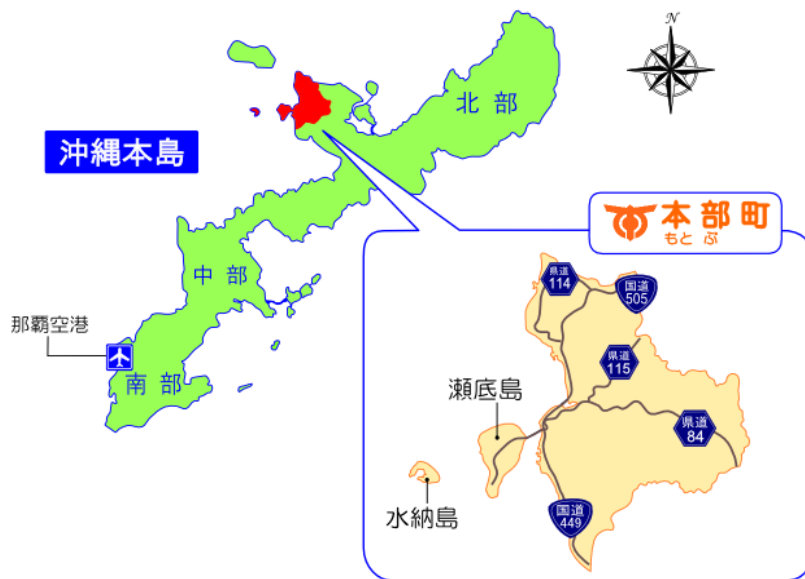 N
北部
沖縄本島
本部町
もとぶ
中部
県道
114
国道
505
那覇空港
県道
115
南部
瀬底島
県道
84
水納島
国道
449